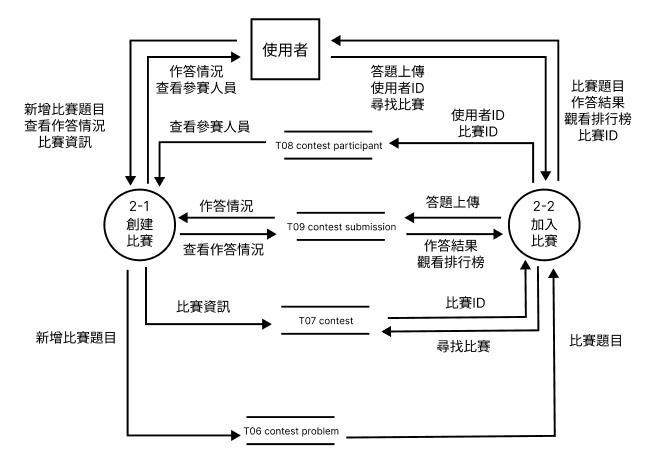 使用者
作答情況
查看參賽人員
答題上傳
使用者ID
尋找比賽
新增比賽題目
查看作答情況
比賽資訊
比賽題目
作答結果
觀看排行榜
比賽ID
查看參賽人員
T08 contest participant
使用者ID
比賽ID
2-1
創建
比賽
作答情況
查看作答情況
T09 contest submission
答題上傳
作答結果
觀看排行榜
2-2
加入
比賽
比賽資訊
T07 contest
比賽ID
尋找比賽
新增比賽題目
比賽題目
T06 contest problem